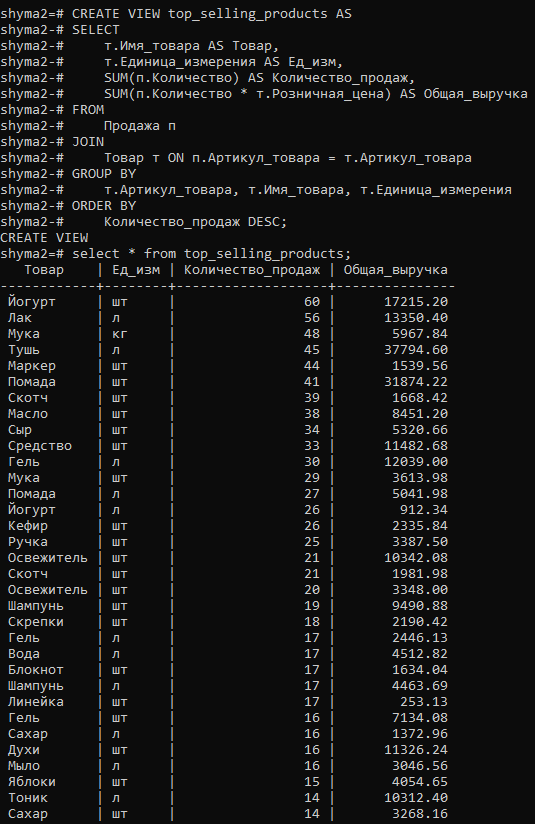 shyma2=# CREATE VIEW top_selling_products AS
shyma2-# SELECT
shyma2-#     т.Имя_товара AS Товар,
shyma2-#     т.Единица_измерения AS Ед_изм,
shyma2-#     SUM(п.Количество) AS Количество_продаж,
shyma2-#     SUM(п.Количество * т.Розничная_цена) AS Общая_выручка
shyma2-# FROM
shyma2-#     Продажа п
shyma2-# JOIN
shyma2-#     Товар т ON п.Артикул_товара = т.Артикул_товара
shyma2-# GROUP BY
shyma2-#     т.Артикул_товара, т.Имя_товара, т.Единица_измерения
shyma2-# ORDER BY
shyma2-#     Количество_продаж DESC;
CREATE VIEW
shyma2=# select * from top_selling_products;
   Товар    | Ед_изм | Количество_продаж | Общая_выручка
------------+--------+-------------------+---------------
 Йогурт     | шт     |                60 |      17215.20
 Лак        | л      |                56 |      13350.40
 Мука       | кг     |                48 |       5967.84
 Тушь       | л      |                45 |      37794.60
 Маркер     | шт     |                44 |       1539.56
 Помада     | шт     |                41 |      31874.22
 Скотч      | шт     |                39 |       1668.42
 Масло      | шт     |                38 |       8451.20
 Сыр        | шт     |                34 |       5320.66
 Средство   | шт     |                33 |      11482.68
 Гель       | л      |                30 |      12039.00
 Мука       | шт     |                29 |       3613.98
 Помада     | л      |                27 |       5041.98
 Йогурт     | л      |                26 |        912.34
 Кефир      | шт     |                26 |       2335.84
 Ручка      | шт     |                25 |       3387.50
 Освежитель | шт     |                21 |      10342.08
 Скотч      | шт     |                21 |       1981.98
 Освежитель | шт     |                20 |       3348.00
 Шампунь    | шт     |                19 |       9490.88
 Скрепки    | шт     |                18 |       2190.42
 Гель       | л      |                17 |       2446.13
 Вода       | л      |                17 |       4512.82
 Блокнот    | шт     |                17 |       1634.04
 Шампунь    | л      |                17 |       4463.69
 Линейка    | шт     |                17 |        253.13
 Гель       | шт     |                16 |       7134.08
 Сахар      | л      |                16 |       1372.96
 Духи       | шт     |                16 |      11326.24
 Мыло       | л      |                16 |       3046.56
 Яблоки     | шт     |                15 |       4054.65
 Тоник      | л      |                14 |      10312.40
 Сахар      | шт     |                14 |       3268.16